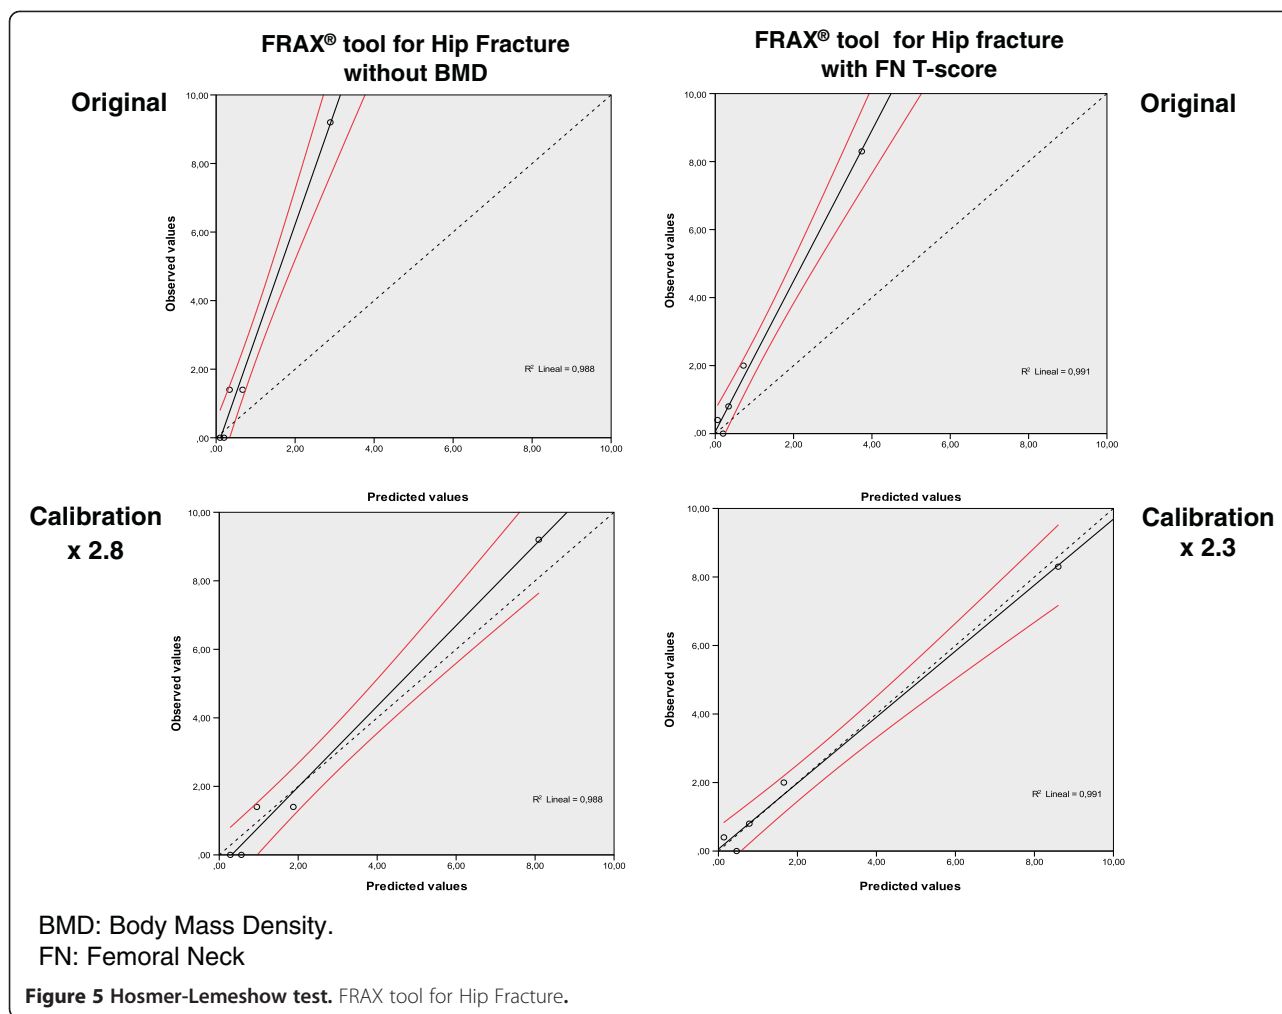 FRAX® tool for Hip Fracture
without BMD
FRAX® tool for Hip fracture
with FN T-score
Original
Original
10,00
8,00
6,00
4,00
2,00
,00
Observed values
R² Lineal = 0,988
,00 2,00 4,00 6,00 8,00 10,00
Predicted values
10,00
8,00
6,00
4,00
2,00
,00
Observed values
R² Lineal = 0,991
,00 2,00 4,00 6,00 8,00 10,00
Predicted values
Calibration
x 2.8
10,00
8,00
6,00
4,00
2,00
,00
Observed values
R² Lineal = 0,988
,00 2,00 4,00 6,00 8,00 10,00
Predicted values
Calibration
x 2.3
10,00
8,00
6,00
4,00
2,00
,00
Observed values
R² Lineal = 0,991
,00 2,00 4,00 6,00 8,00 10,00
Predicted values
BMD: Body Mass Density.
FN: Femoral Neck
Figure 5 Hosmer-Lemeshow test. FRAX tool for Hip Fracture.